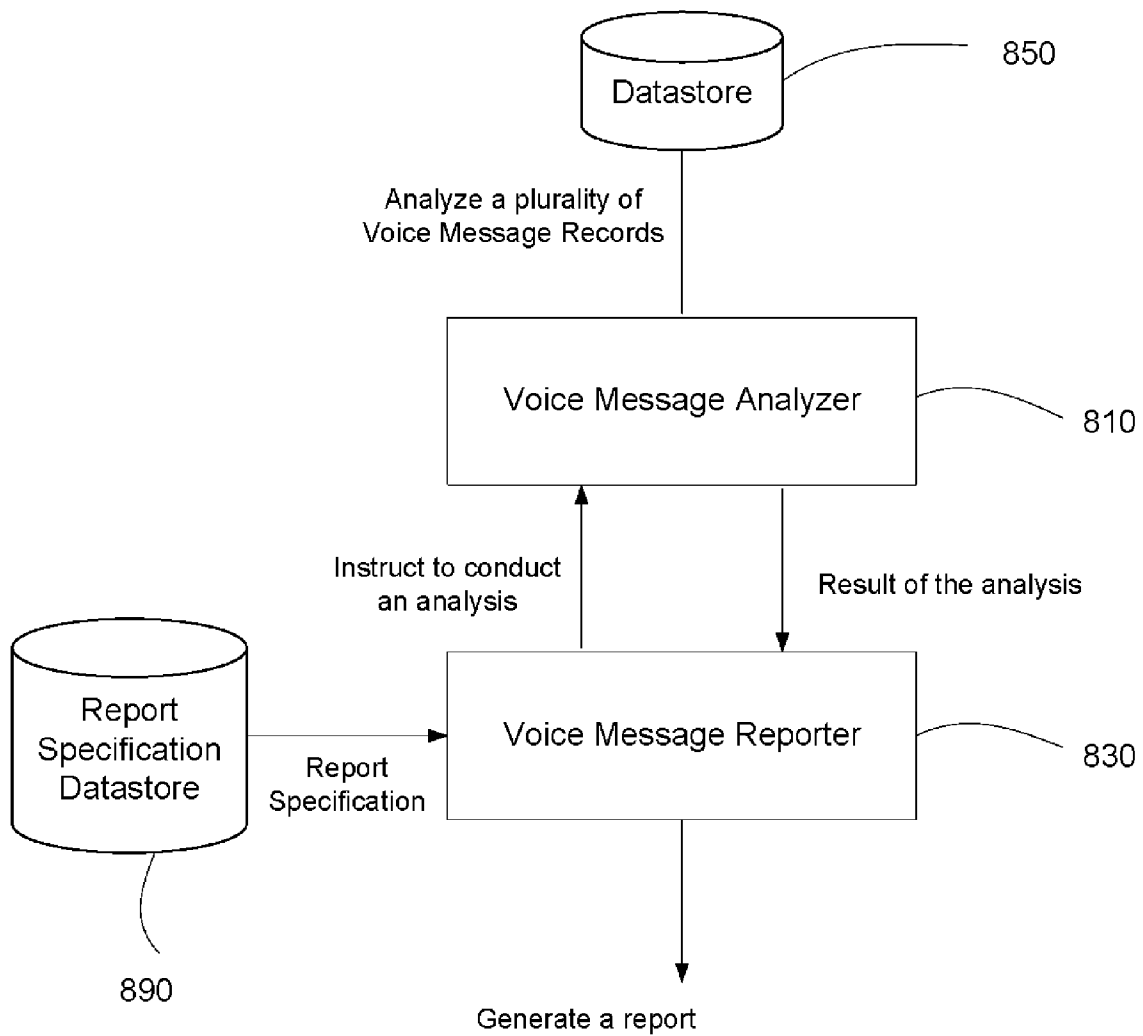 850
Datastore
Analyze a plurality of
Voice Message Records
Voice Message Analyzer
810
Instruct to conduct
an analysis
Result of the analysis
Report
Specification
Datastore
Report
Specification
Voice Message Reporter
830
890
Generate a report